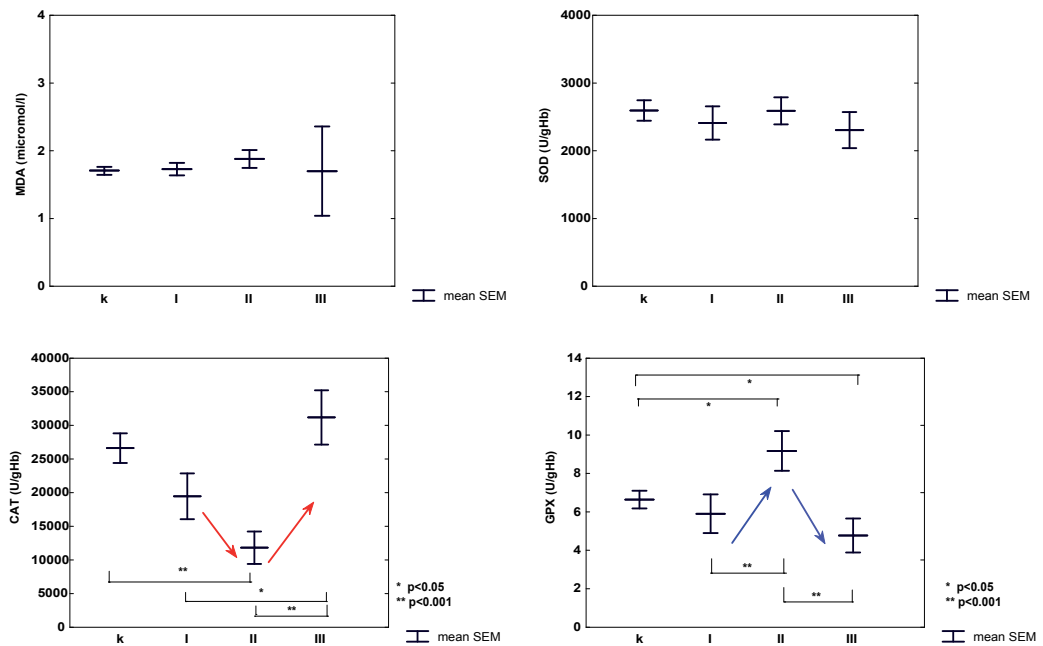 MDA (micromol/l)
4
3
2
1
0
k I II III
mean SEM
SOD (U/gHb)
4000
3000
2000
1000
0
k I II III
mean SEM
CAT (U/gHb)
40000
35000
30000
25000
20000
15000
10000
5000
0
**
*
**
k I II III
* p<0.05
** p<0.001
mean SEM
GPX (U/gHb)
14
12
10
8
6
4
2
0
*
*
**
**
k I II III
* p<0.05
** p<0.001
mean SEM